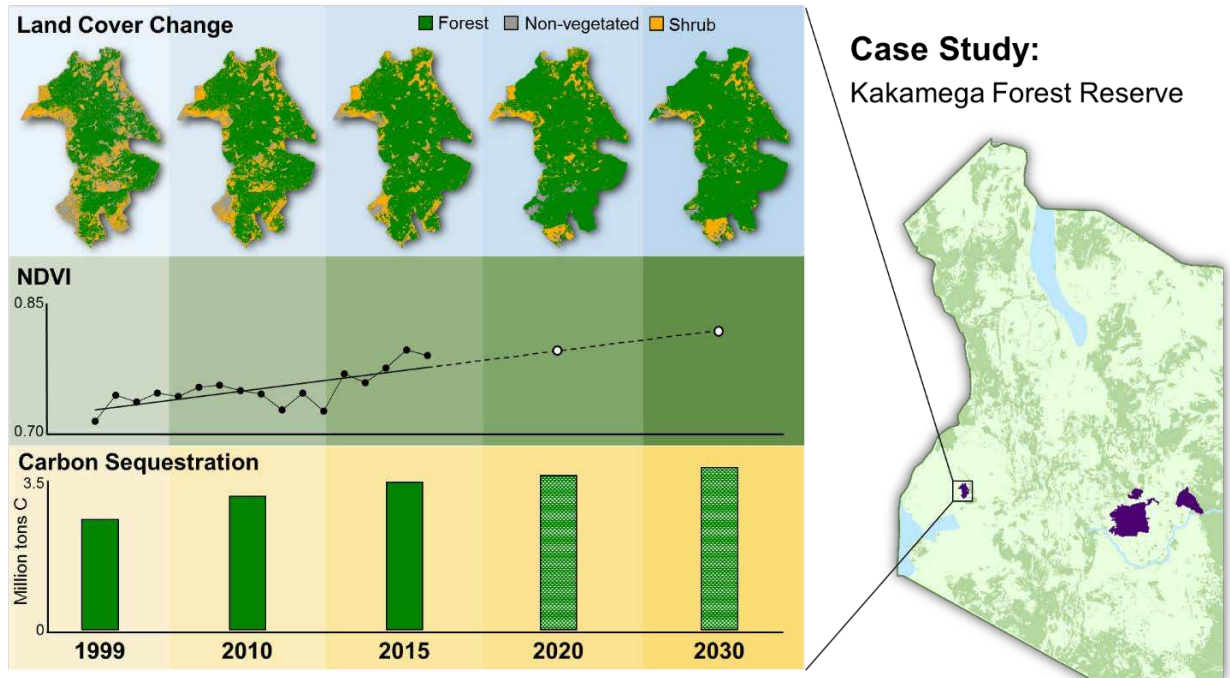 Land Cover Change
Forest
Non-vegetated
Shrub
NDVI
0.85
0.70
Carbon Sequestration
Million tons C
3.5
0
1999
2010
2015
2020
2030
Case Study:
Kakamega Forest Reserve